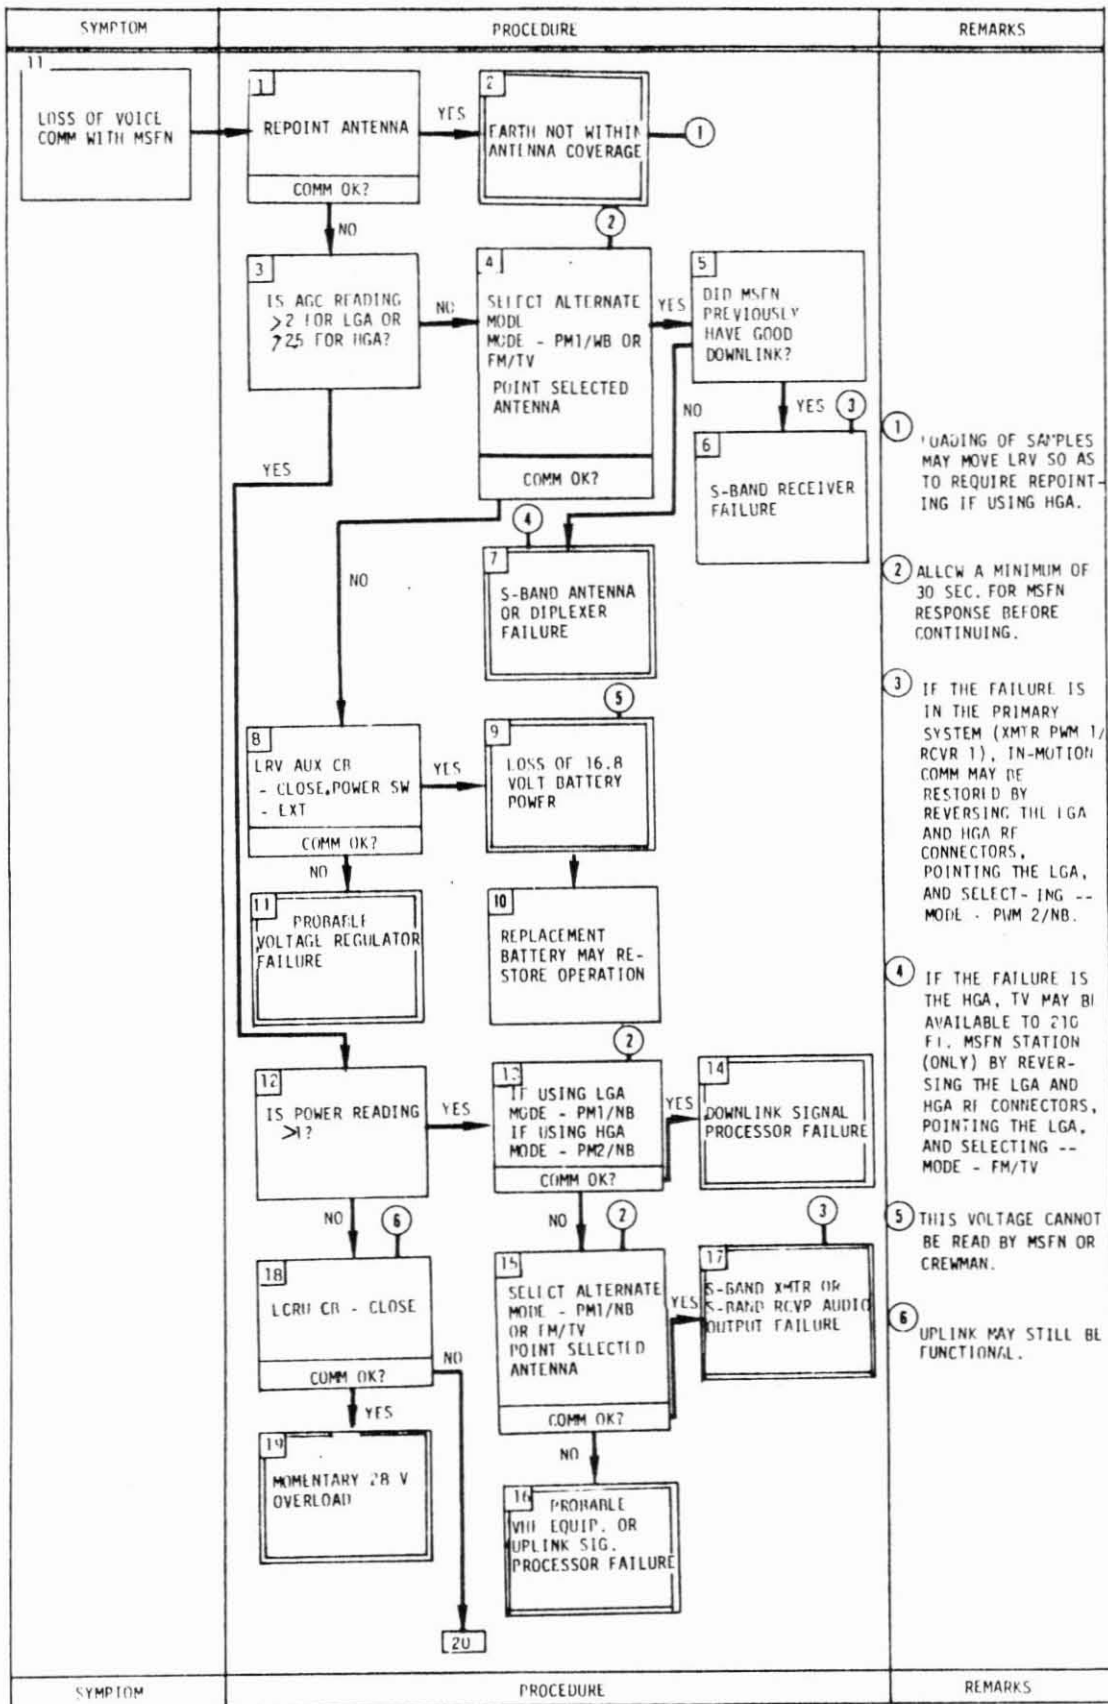 SYMPTOM
PROCEDURE
REMARKS
11
LOSS OF VOICE
COMM WITH MSFN
1
REPOINT ANTENNA
COMM OK?
YES
2
EARTH NOT WITHIN
ANTENNA COVERAGE
1
NO
2
3
IS AGC READING
>2 FOR LGA OR
>2.5 FOR HGA?
NO
4
SELECT ALTERNATE
MODE
MODE - PM1/WB OR
FM/TV
POINT SELECTED
ANTENNA
COMM OK?
YES
5
DID MSFN
PREVIOUSLY
HAVE GOOD
DOWNLINK?
NO
YES
3
6
S-BAND RECEIVER
FAILURE
YES
4
7
S-BAND ANTENNA
OR DIPLEXER
FAILURE
NO
5
8
LRV AUX CB
- CLOSE, POWER SW
- EXT
COMM OK?
YES
9
LOSS OF 16.8
VOLT BATTERY
POWER
NO
11
PROBABLE
VOLTAGE REGULATOR
FAILURE
10
REPLACEMENT
BATTERY MAY RE-
STORE OPERATION
2
12
IS POWER READING
>1?
YES
13
IF USING LGA
MODE - PM1/NB
IF USING HGA
MODE - PM2/NB
COMM OK?
YES
14
DOWNLINK SIGNAL
PROCESSOR FAILURE
NO
6
NO
2
3
18
LCRU CB - CLOSE
COMM OK?
NO
15
SELECT ALTERNATE
MODE - PM1/NB
OR FM/TV
POINT SELECTED
ANTENNA
COMM OK?
YES
17
S-BAND XMTR OR
S-BAND RCVR AUDIO
OUTPUT FAILURE
YES
19
MOMENTARY 28 V
OVERLOAD
NO
16
PROBABLE
VHF EQUIP. OR
UPLINK SIG.
PROCESSOR FAILURE
20
1
LOADING OF SAMPLES
MAY MOVE LRV SO AS
TO REQUIRE REPOINT-
ING IF USING HGA.
2
ALLOW A MINIMUM OF
30 SEC. FOR MSFN
RESPONSE BEFORE
CONTINUING.
3
IF THE FAILURE IS
IN THE PRIMARY
SYSTEM (XMTR PWM 1/
RCVR 1), IN-MOTION
COMM MAY BE
RESTORED BY
REVERSING THE LGA
AND HGA RF
CONNECTORS,
POINTING THE LGA,
AND SELECT- ING --
MODE - PWM 2/NB.
4
IF THE FAILURE IS
THE HGA, TV MAY BE
AVAILABLE TO 210
FT. MSFN STATION
(ONLY) BY REVER-
SING THE LGA AND
HGA RF CONNECTORS,
POINTING THE LGA,
AND SELECTING --
MODE - FM/TV
5
THIS VOLTAGE CANNOT
BE READ BY MSFN OR
CREWMAN.
6
UPLINK MAY STILL BE
FUNCTIONAL.
SYMPTOM
PROCEDURE
REMARKS